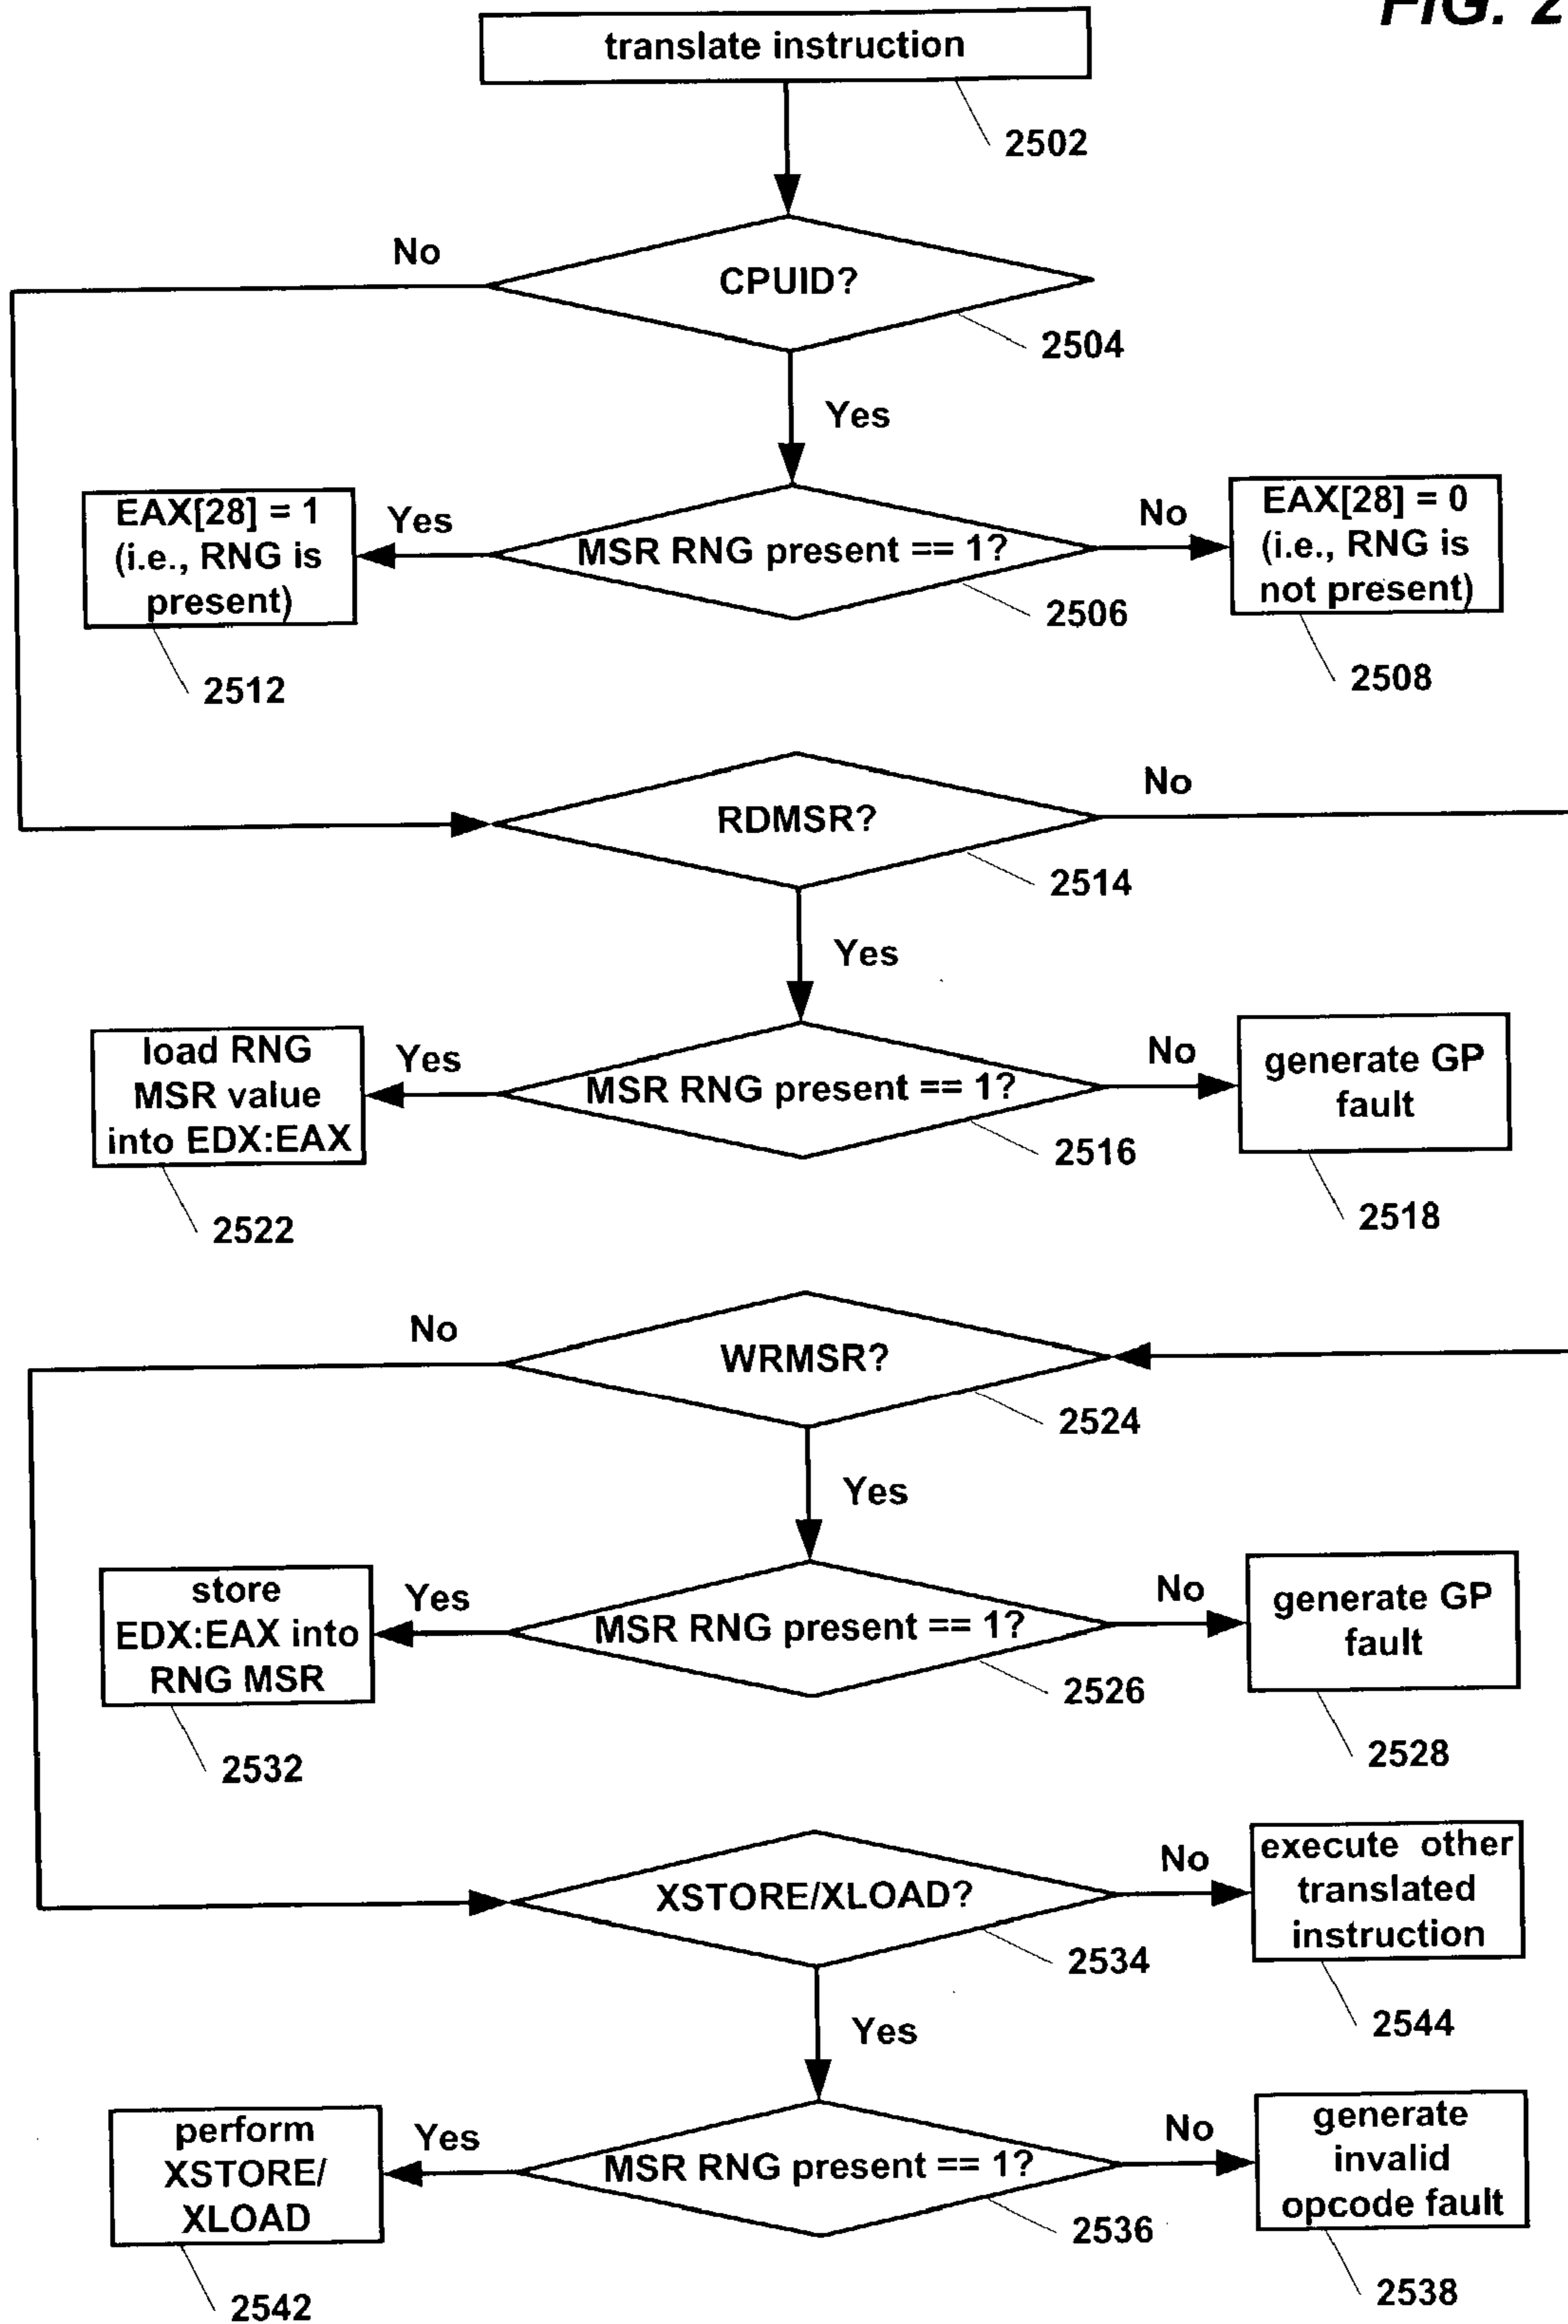 FIG. 2
translate instruction
2502
No
CPUID?
2504
Yes
EAX[28] = 1
(i.e., RNG is
present)
Yes
MSR RNG present == 1?
No
EAX[28] = 0
(i.e., RNG is
not present)
2506
2512
2508
No
RDMSR?
2514
Yes
load RNG
MSR value
into EDX:EAX
Yes
MSR RNG present == 1?
No
generate GP
fault
2516
2522
2518
No
WRMSR?
2524
Yes
store
EDX:EAX into
RNG MSR
Yes
MSR RNG present == 1?
No
generate GP
fault
2526
2532
2528
XSTORE/XLOAD?
No
execute other
translated
instruction
2534
2544
Yes
perform
XSTORE/
XLOAD
Yes
MSR RNG present == 1?
No
generate
invalid
opcode fault
2536
2542
2538